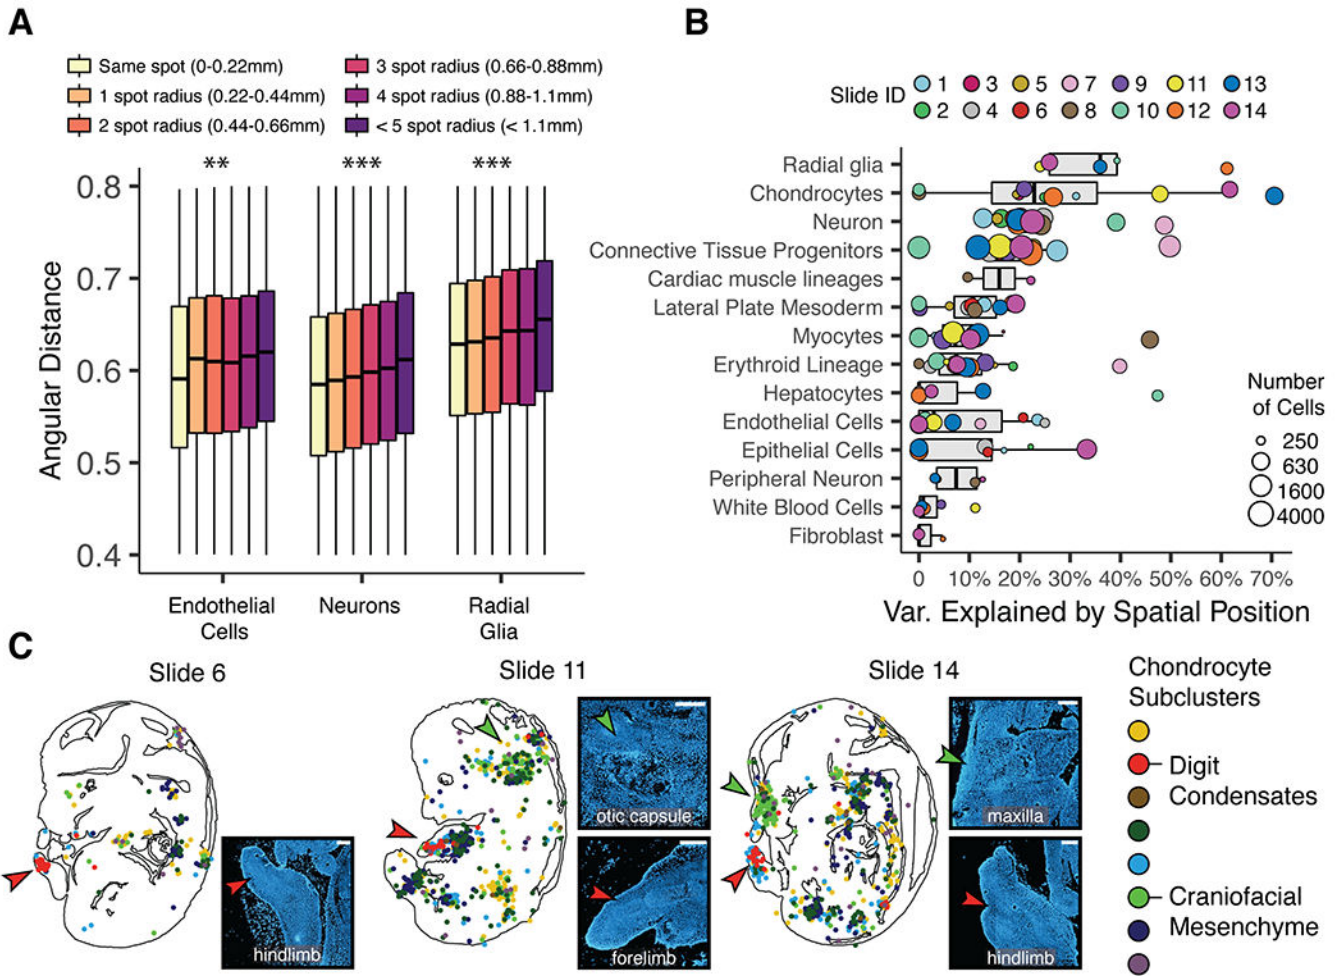 A
Same spot (0-0.22mm)
1 spot radius (0.22-0.44mm)
2 spot radius (0.44-0.66mm)
3 spot radius (0.66-0.88mm)
4 spot radius (0.88-1.1mm)
< 5 spot radius (< 1.1mm)
** *** ***
0.8
0.7
0.6
0.5
0.4
Angular Distance
Endothelial
Cells
Neurons
Radial
Glia
B
Slide ID
1 3 5 7 9 11 13
2 4 6 8 10 12 14
Radial glia
Chondrocytes
Neuron
Connective Tissue Progenitors
Cardiac muscle lineages
Lateral Plate Mesoderm
Myocytes
Erythroid Lineage
Hepatocytes
Endothelial Cells
Epithelial Cells
Peripheral Neuron
White Blood Cells
Fibroblast
Number
of Cells
250
630
1600
4000
0 10% 20% 30% 40% 50% 60% 70%
Var. Explained by Spatial Position
C
Slide 6
hindlimb
Slide 11
otic capsule
forelimb
Slide 14
maxilla
hindlimb
Chondrocyte
Subclusters
Digit
Condensates
Craniofacial
Mesenchyme